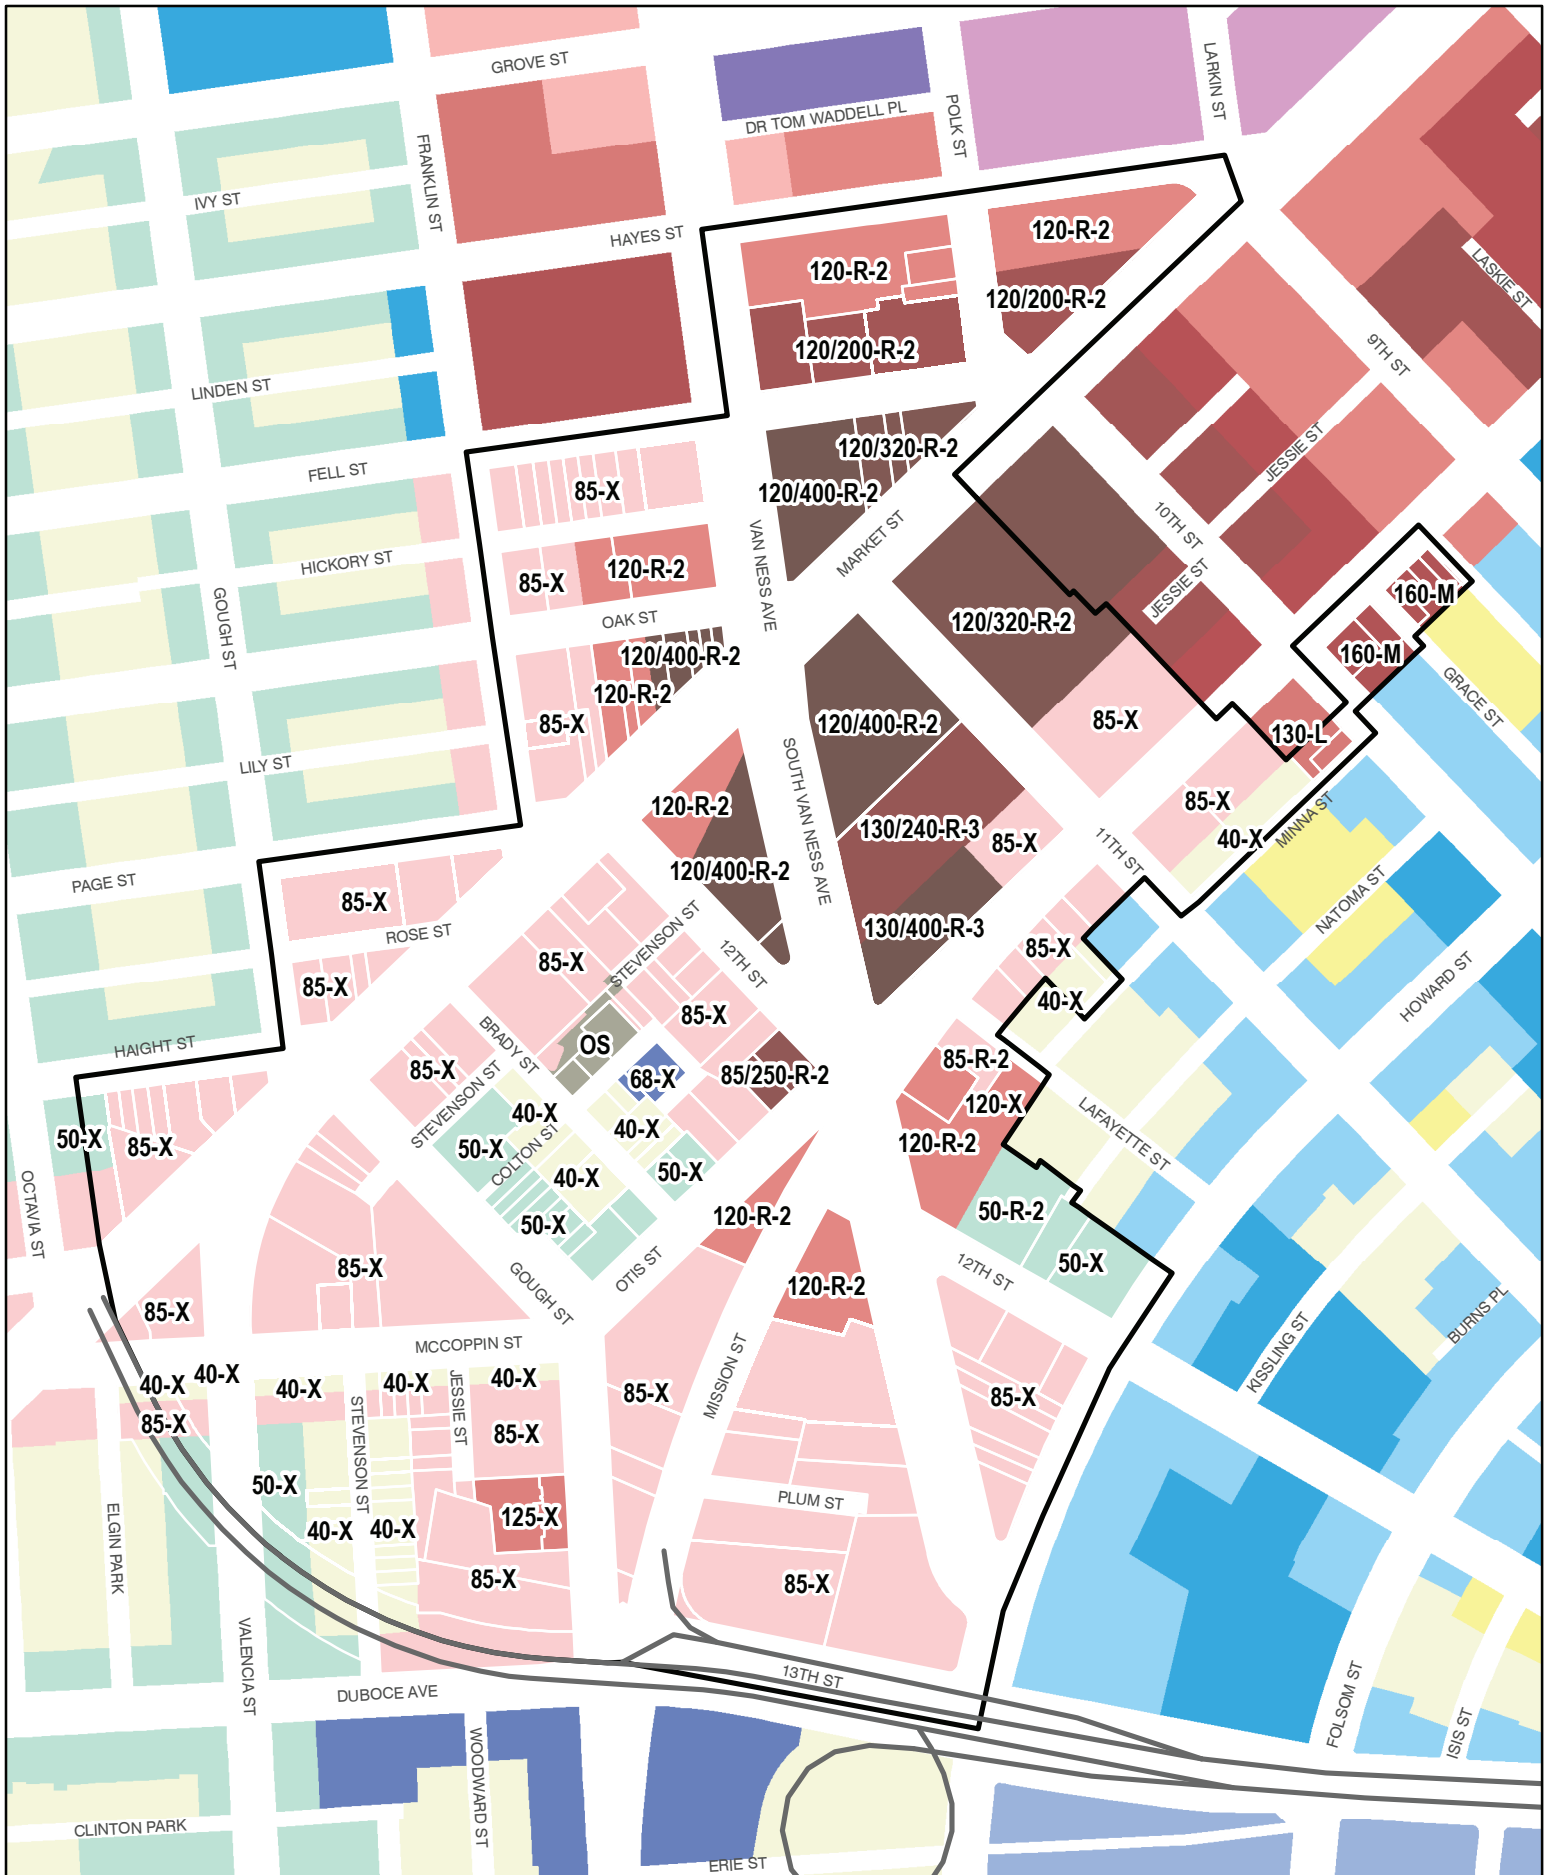 GROVE ST
LARKIN ST
DR TOM WADDELL PL
POLK ST
FRANKLIN ST
IVY ST
HAYES ST
120-R-2
120-R-2
LASKIE ST
120/200-R-2
120/200-R-2
9TH ST
LINDEN ST
120/320-R-2
JESSIE ST
FELL ST
85-X
120/400-R-2
MARKET ST
10TH ST
HICKORY ST
VAN NESS AVE
85-X
120-R-2
JESSIE ST
160-M
GOUGH ST
OAK ST
120/320-R-2
120/400-R-2
160-M
120-R-2
GRACE ST
85-X
120/400-R-2
85-X
130-L
LILY ST
SOUTH VAN NESS AVE
120-R-2
85-X
MINNA ST
130/240-R-3
85-X
40-X
11TH ST
120/400-R-2
PAGE ST
85-X
NATOMA ST
STEVENSON ST
130/400-R-3
ROSE ST
85-X
12TH ST
85-X
85-X
HOWARD ST
40-X
85-X
HAIGHT ST
BRADY ST
OS
85-X
85-R-2
STEVENSON ST
68-X
85/250-R-2
40-X
120-X
50-X
85-X
50-X
COLTON ST
40-X
120-R-2
LAFAYETTE ST
40-X
50-X
OCTAVIA ST
50-X
120-R-2
50-R-2
85-X
OTIS ST
50-X
12TH ST
GOUGH ST
120-R-2
85-X
MCCOPPIN ST
BURNS PL
KISSLING ST
40-X
40-X
40-X
40-X
40-X
MISSION ST
85-X
85-X
85-X
STEVENSON ST
JESSIE ST
85-X
50-X
PLUM ST
ELGIN PARK
40-X
40-X
125-X
85-X
85-X
VALENCIA ST
13TH ST
DUBOCE AVE
FOLSOM ST
ISIS ST
WOODWARD ST
CLINTON PARK
ERIE ST